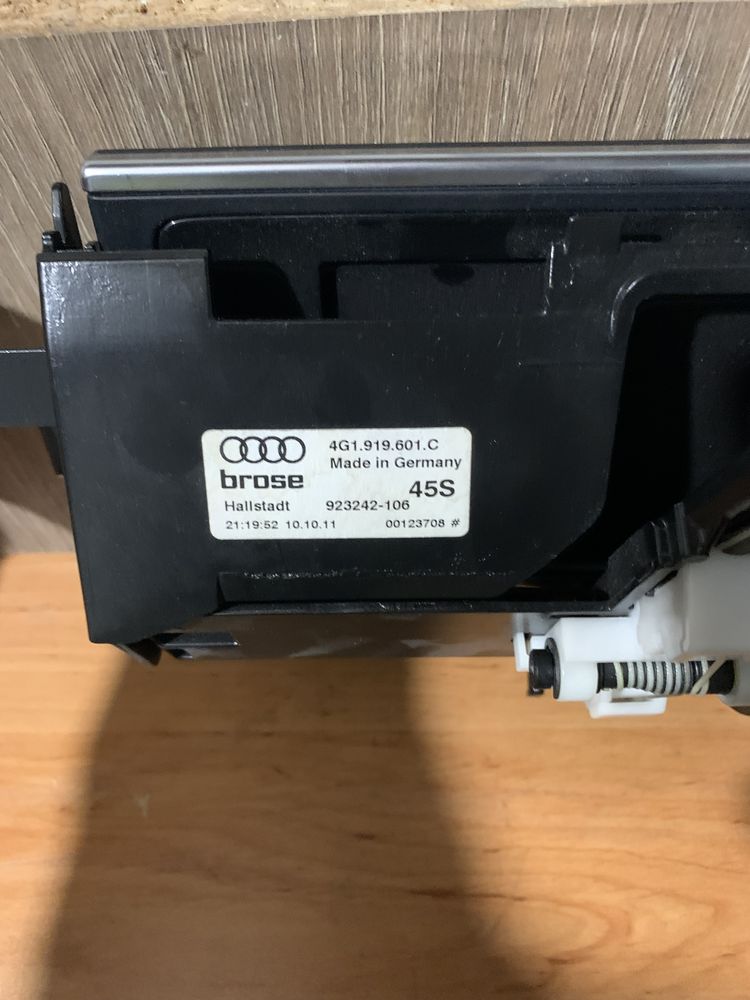 4G1.919.601.C
Made in Germany
brose
45S
Hallstadt 923242-106
21:19:52 10.10.11 00123708 #